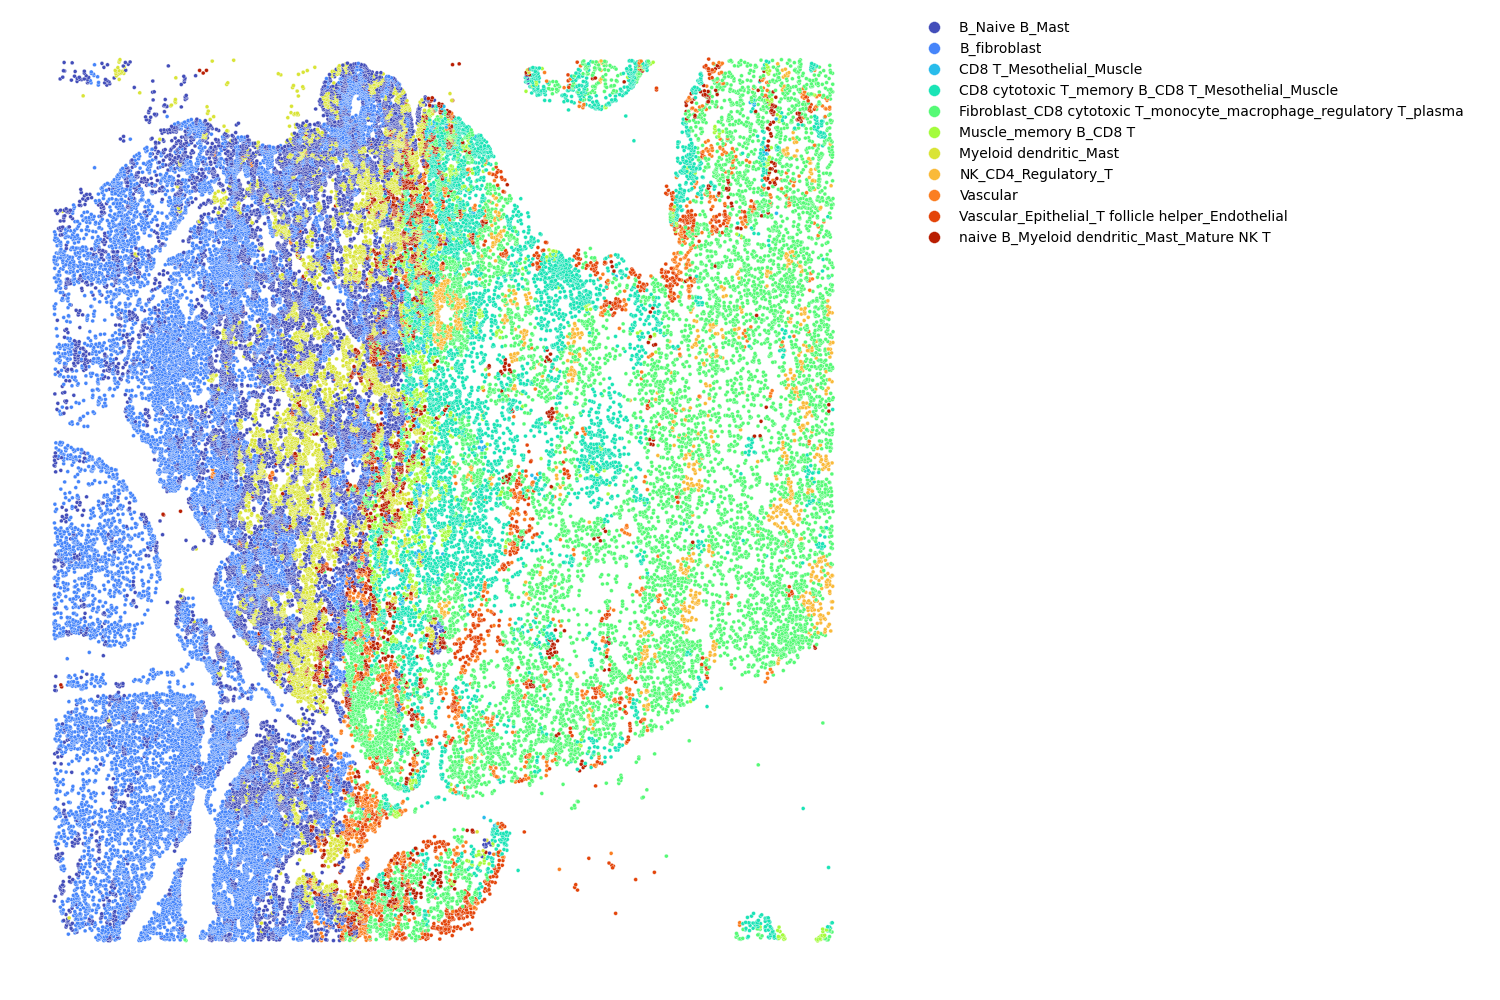 B_Naive B_Mast
B_fibroblast
CD8 T_Mesothelial_Muscle
CD8 cytotoxic T_memory B_CD8 T_Mesothelial_Muscle
Fibroblast_CD8 cytotoxic T_monocyte_macrophage_regulatory T_plasma
Muscle_memory B_CD8 T
Myeloid dendritic_Mast
NK_CD4_Regulatory_T
Vascular
Vascular_Epithelial_T follicle helper_Endothelial
naive B_Myeloid dendritic_Mast_Mature NK T